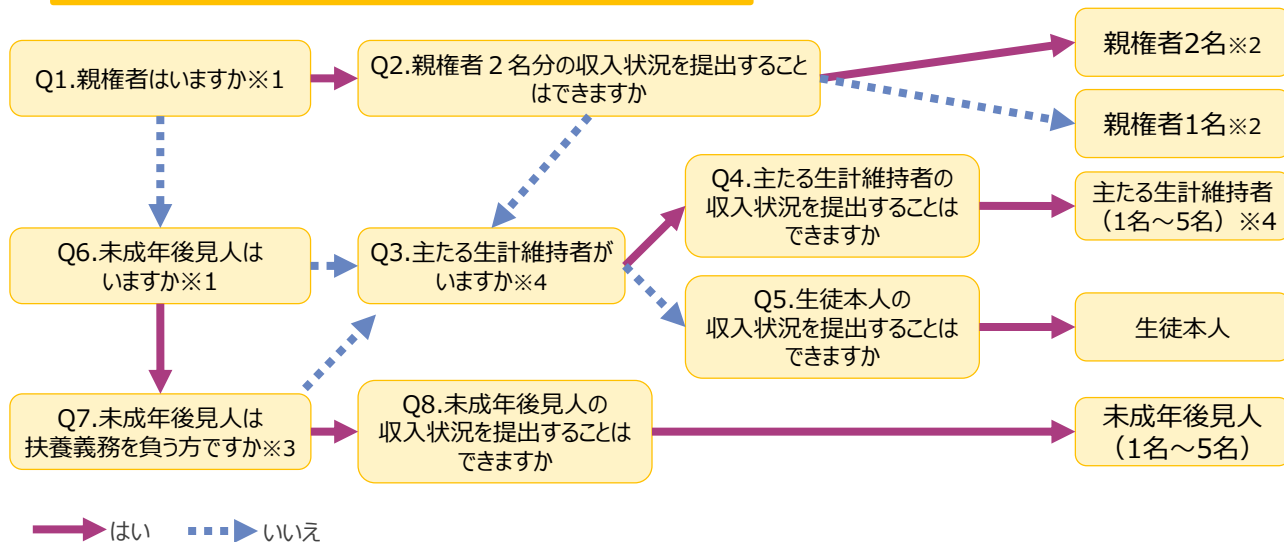 Q1.親権者はいますか※1
Q2.親権者２名分の収入状況を提出すること
はできますか
親権者2名※2
親権者1名※2
Q4.主たる生計維持者の
収入状況を提出することは
できますか
主たる生計維持者
（1名～5名）※4
Q6.未成年後見人は
いますか※1
Q3.主たる生計維持者が
いますか※4
Q5.生徒本人の
収入状況を提出することは
できますか
生徒本人
Q7.未成年後見人は
扶養義務を負う方ですか※3
Q8.未成年後見人の
収入状況を提出することは
できますか
未成年後見人
（1名～5名）
はい
いいえ